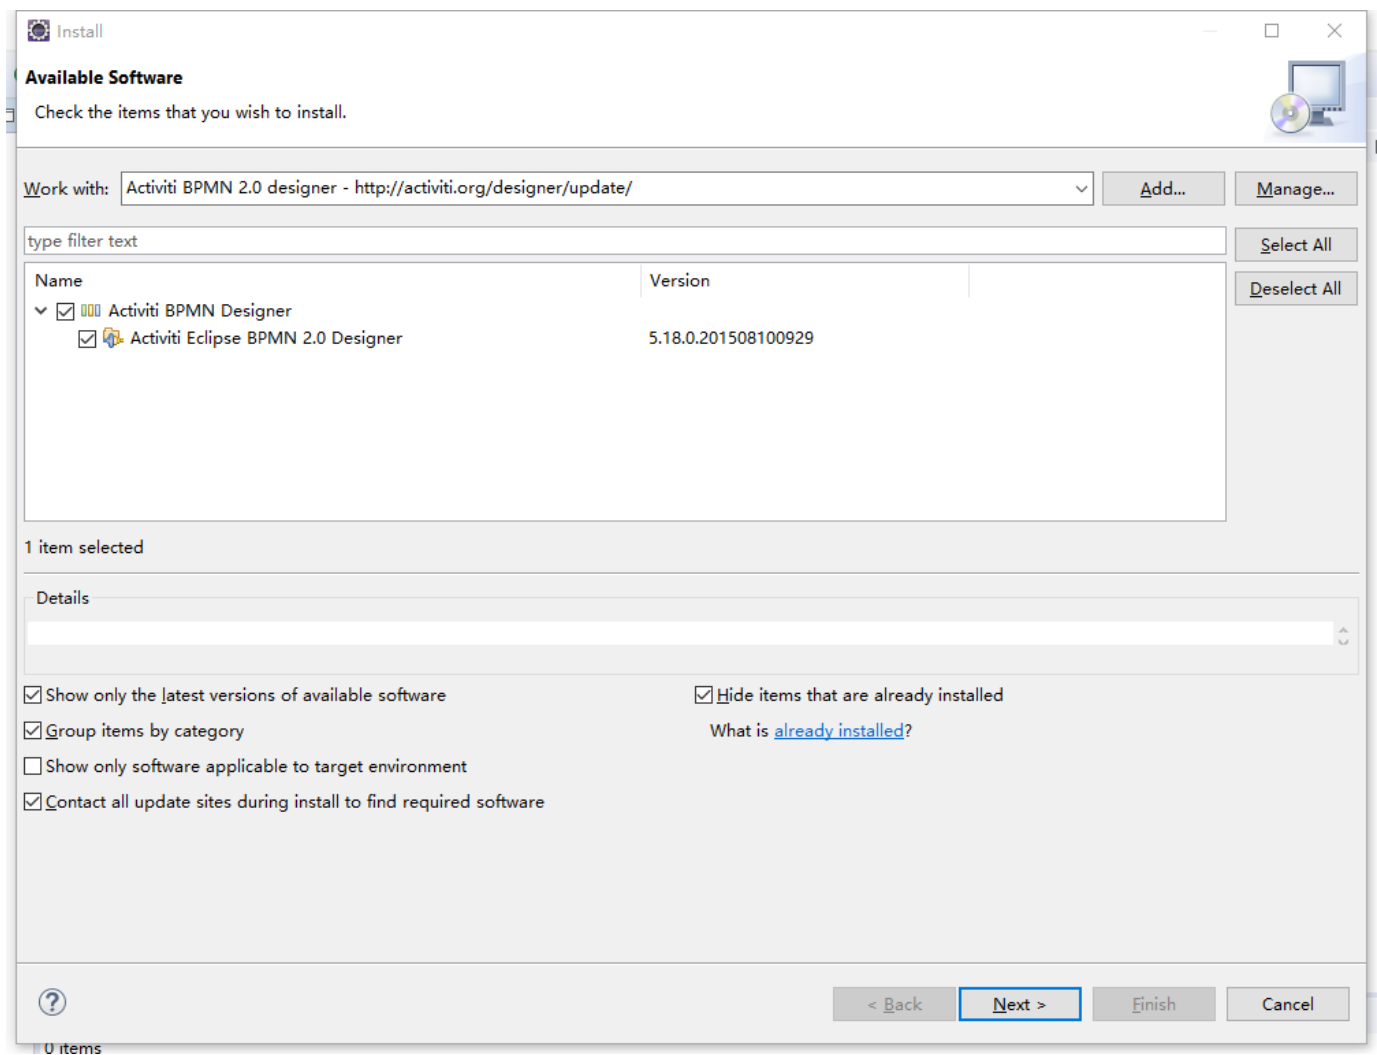 Install
Available Software
Check the items that you wish to install.
Work with: Activiti BPMN 2.0 designer - http://activiti.org/designer/update/ Add... Manage...
type filter text Select All
Name Version Deselect All
Activiti BPMN Designer
Activiti Eclipse BPMN 2.0 Designer 5.18.0.201508100929
1 item selected
Details
Show only the latest versions of available software Hide items that are already installed
Group items by category What is already installed?
Show only software applicable to target environment
Contact all update sites during install to find required software
? < Back Next > Finish Cancel
0 items